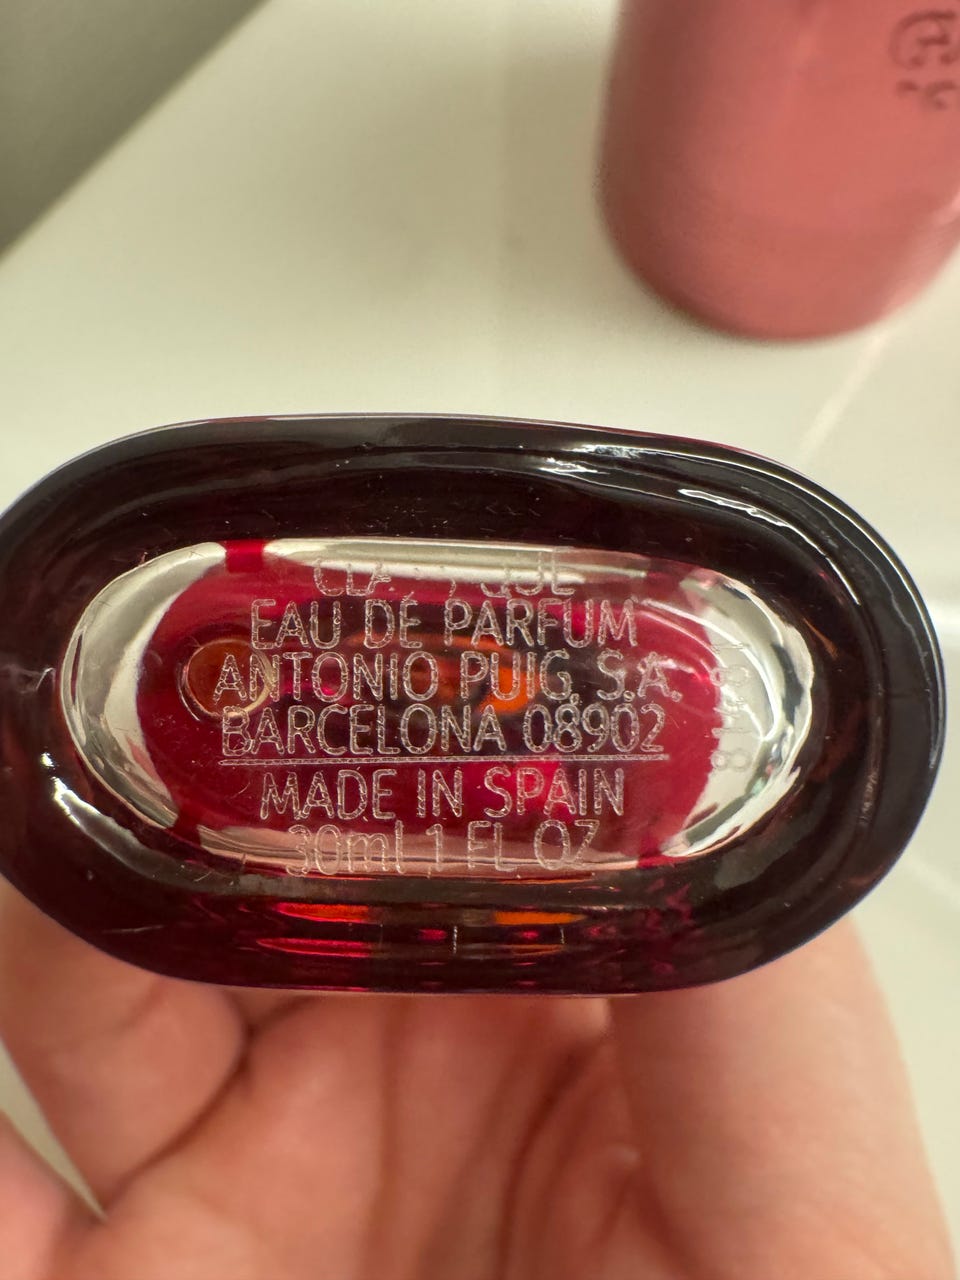 EAU DE PARFUM
ANTONIO PUIG, S.A.
BARCELONA 08902
MADE IN SPAIN
30ml 1 FL. OZ